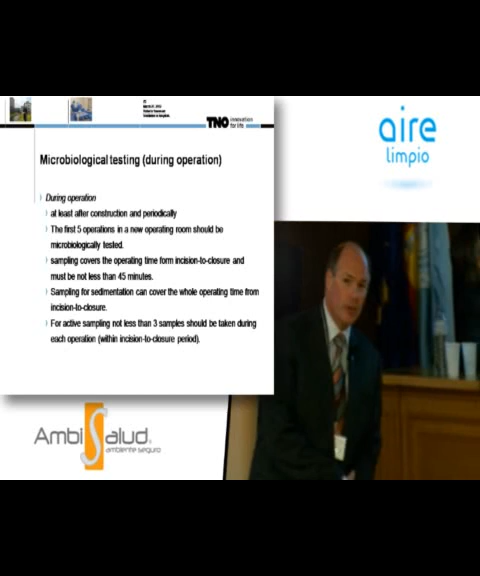 TNO innovation
for life
aire
limpio
Microbiological testing (during operation)
During operation
at least after construction and periodically
The first 5 operations in a new operating room should be
microbiologically tested.
sampling covers the operating time form incision-to-closure and
must be not less than 45 minutes.
Sampling for sedimentation can cover the whole operating time from
incision-to-closure.
For active sampling not less than 3 samples should be taken during
each operation (within incision-to-closure period).
AmbiSalud®
ambiente seguro